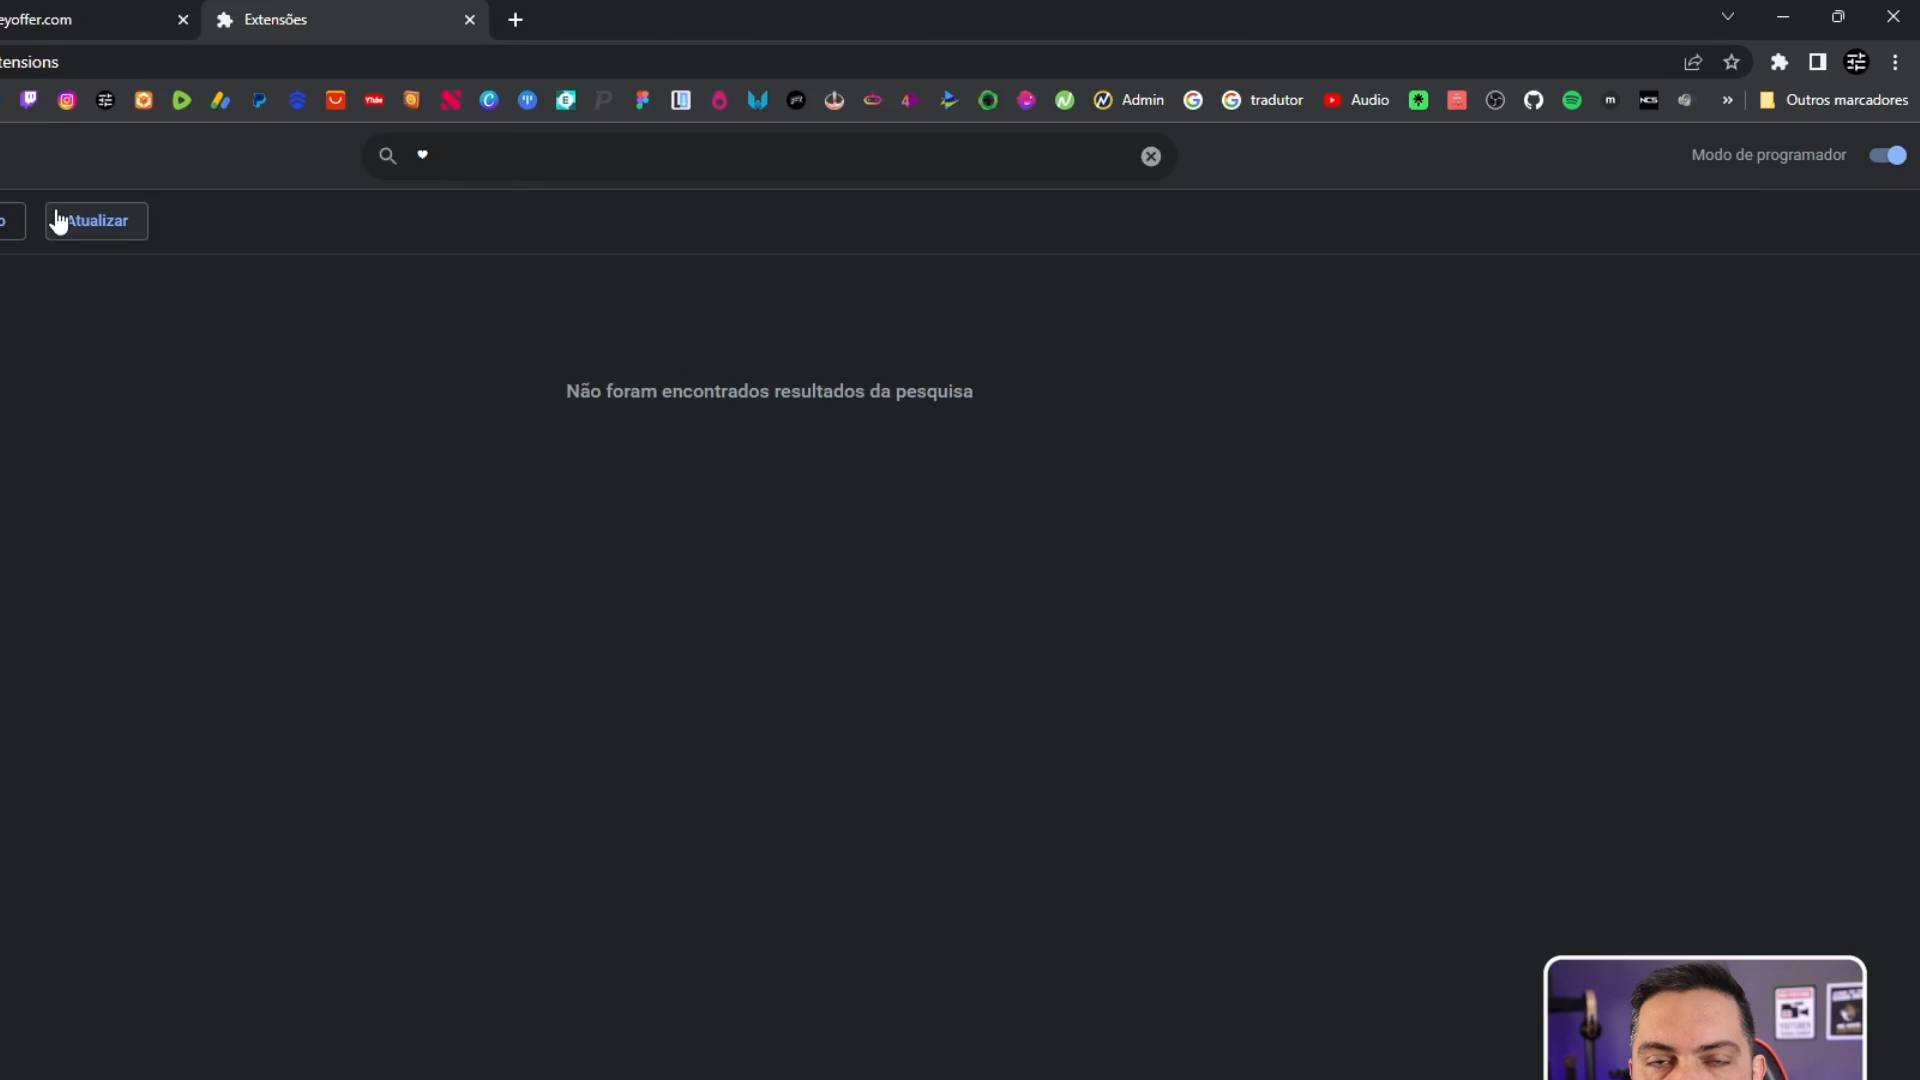 eyoffer.com
Extensões
tensions
Admin
tradutor
Audio
Outros marcadores
♥
Modo de programador
o
Atualizar
Não foram encontrados resultados da pesquisa